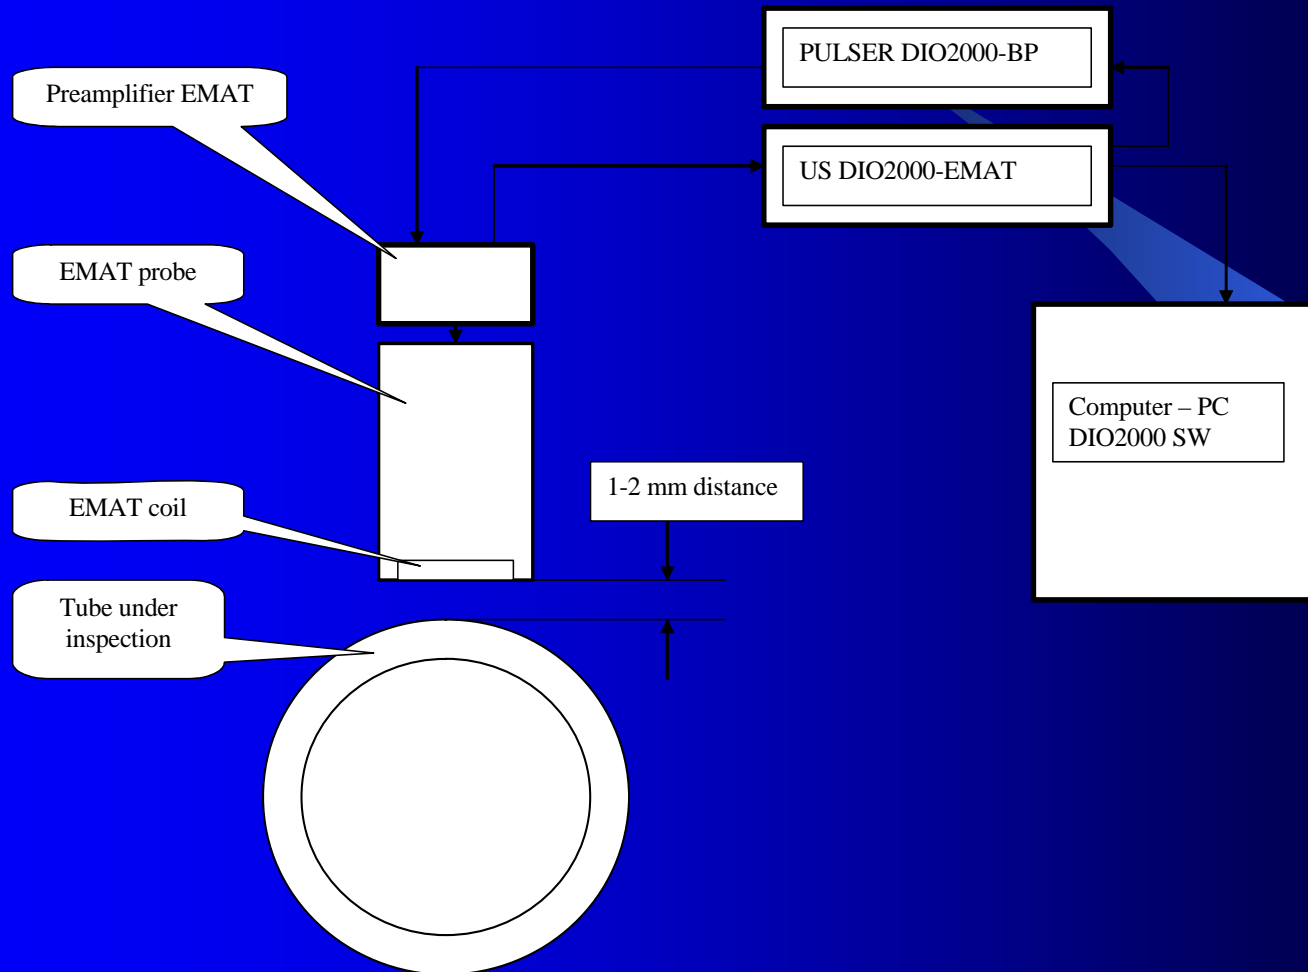 PULSER DIO2000-BP
Preamplifier EMAT
US DIO2000-EMAT
EMAT probe
Computer – PC
DIO2000 SW
1-2 mm distance
EMAT coil
Tube under
inspection